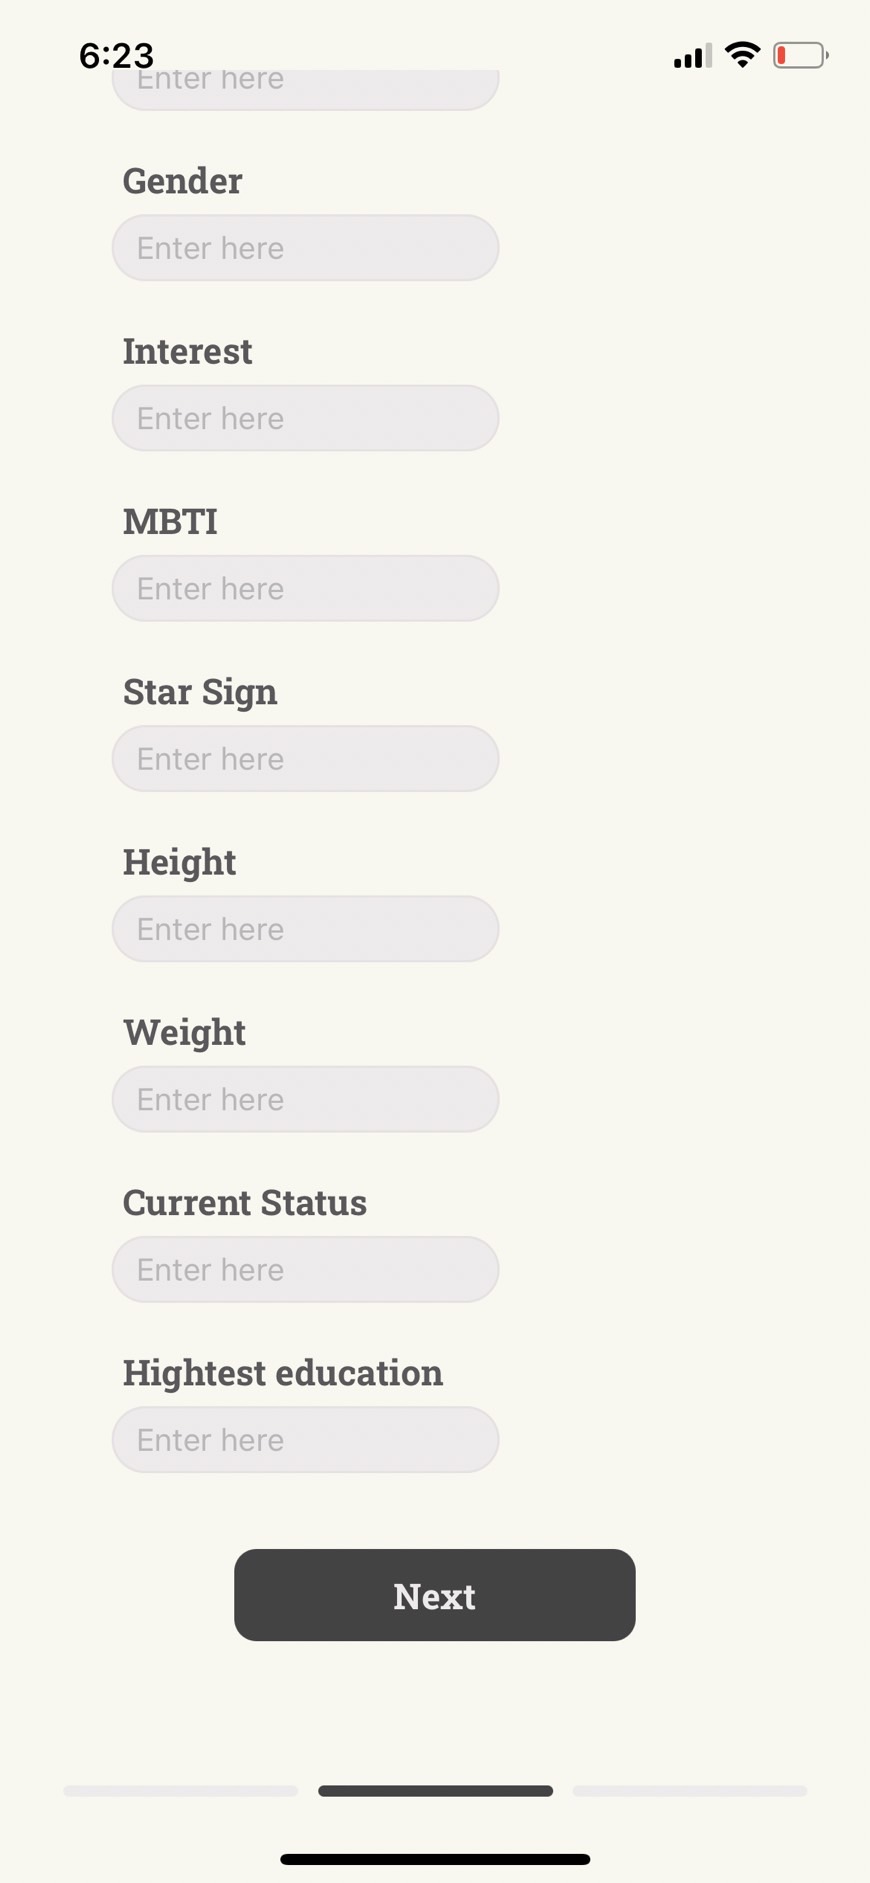 6:23
Enter here
Gender
Enter here
Interest
Enter here
MBTI
Enter here
Star Sign
Enter here
Height
Enter here
Weight
Enter here
Current Status
Enter here
Hightest education
Enter here
Next